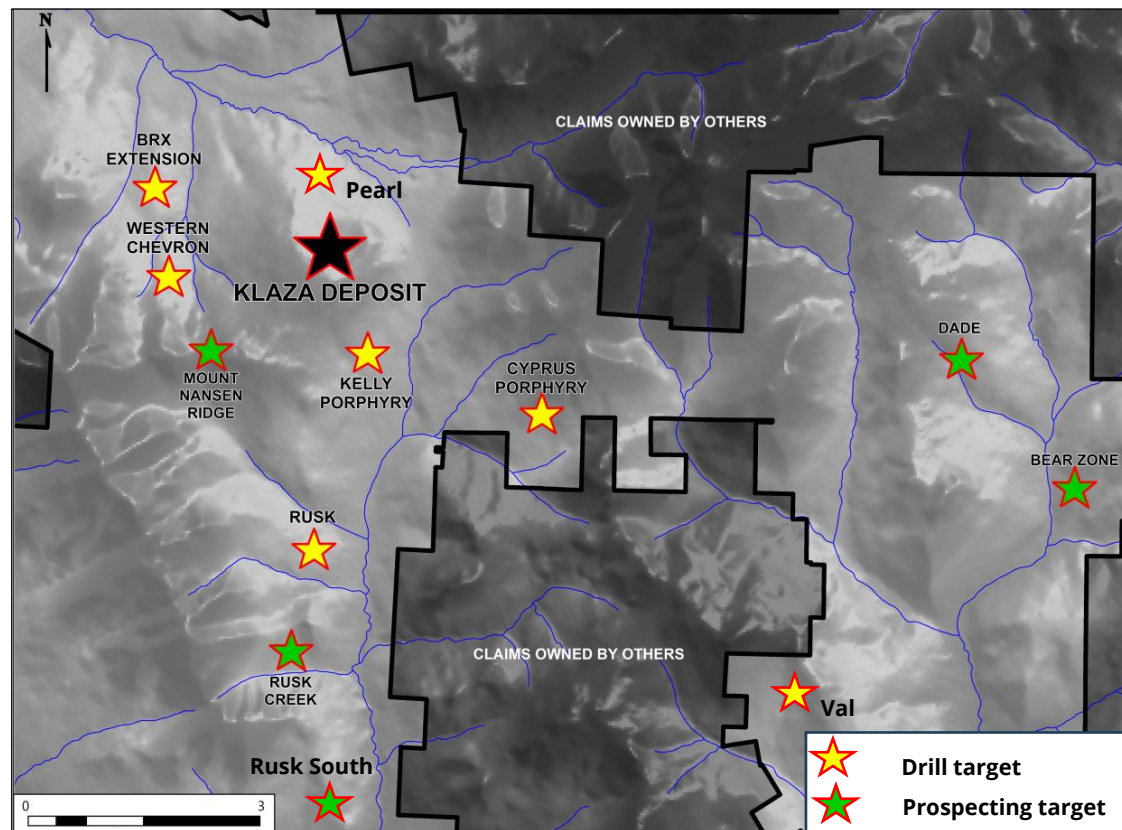 N
CLAIMS OWNED BY OTHERS
BRX
EXTENSION
Pearl
WESTERN
CHEVRON
KLAZA DEPOSIT
DADE
MOUNT
NANSEN
RIDGE
KELLY
PORPHYRY
CYPRUS
PORPHYRY
BEAR ZONE
RUSK
CLAIMS OWNED BY OTHERS
RUSK
CREEK
Val
Rusk South
Drill target
Prospecting target
0 3